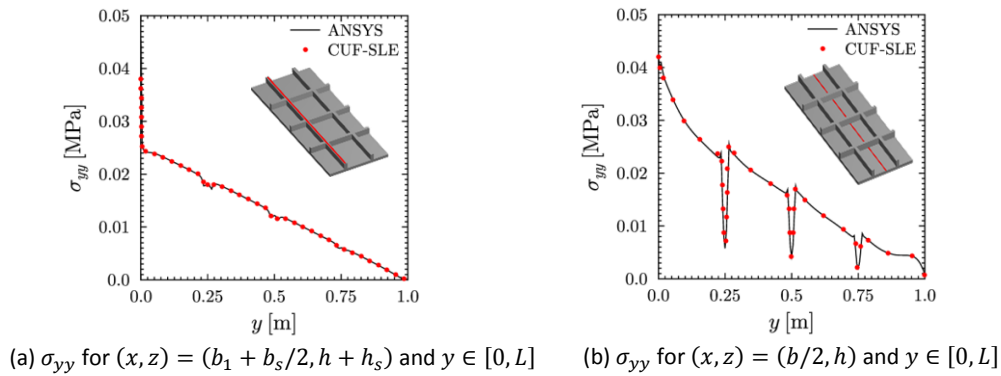 0.05
0.04
0.03
0.02
0.01
0.0
σyy [MPa]
ANSYS
CUF-SLE
0.0 0.25 0.50 0.75 1.0
y [m]
(a) σyy for (x, z) = (b1 + bs/2, h + hs) and y ∈ [0, L]
0.05
0.04
0.03
0.02
0.01
0.0
σyy [MPa]
ANSYS
CUF-SLE
0.0 0.25 0.50 0.75 1.0
y [m]
(b) σyy for (x, z) = (b/2, h) and y ∈ [0, L]